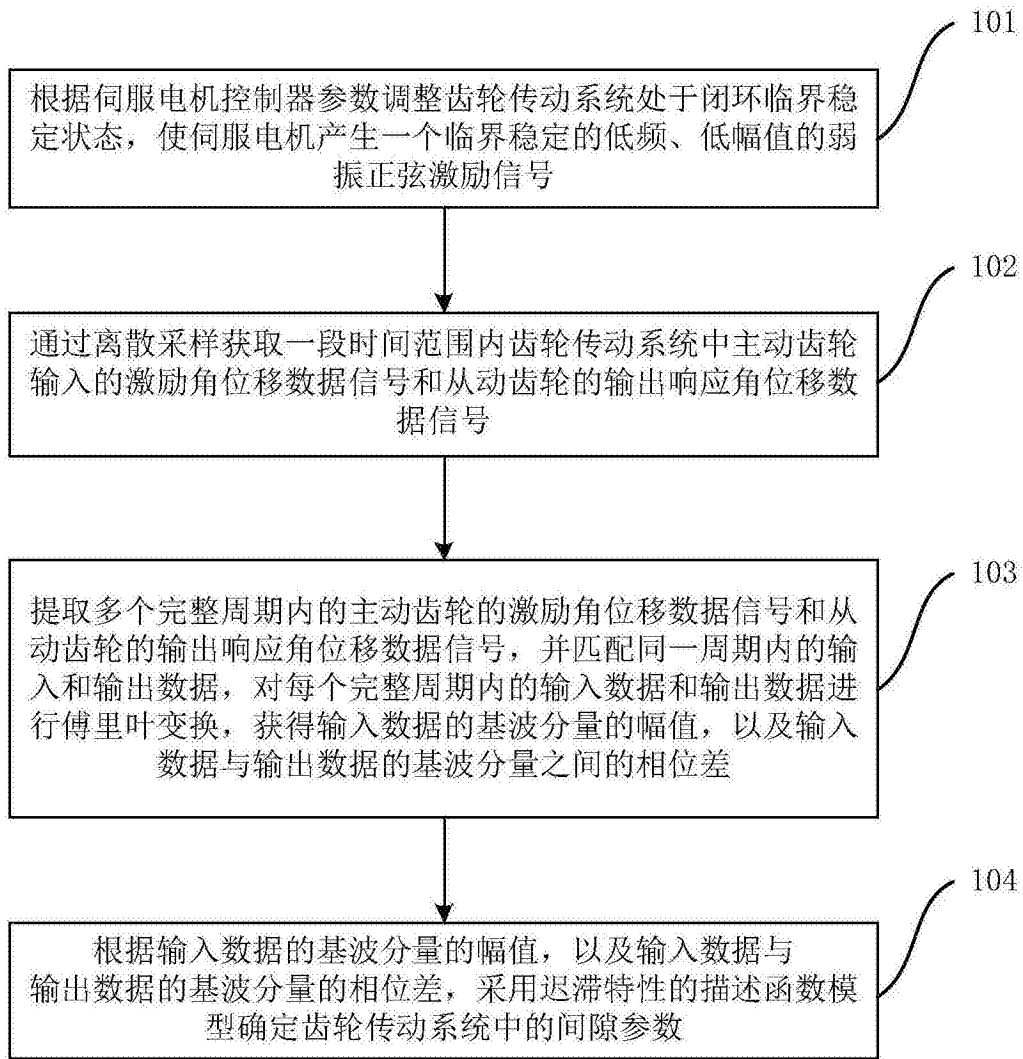 101
根据伺服电机控制器参数调整齿轮传动系统处于闭环临界稳
定状态，使伺服电机产生一个临界稳定的低频、低幅值的弱
振正弦激励信号
102
通过离散采样获取一段时间范围内齿轮传动系统中主动齿轮
输入的激励角位移数据信号和从动齿轮的输出响应角位移数
据信号
103
提取多个完整周期内的主动齿轮的激励角位移数据信号和从
动齿轮的输出响应角位移数据信号，并匹配同一周期内的输
入和输出数据，对每个完整周期内的输入数据和输出数据进
行傅里叶变换，获得输入数据的基波分量的幅值，以及输入
数据与输出数据的基波分量之间的相位差
104
根据输入数据的基波分量的幅值，以及输入数据与
输出数据的基波分量的相位差，采用迟滞特性的描述函数模
型确定齿轮传动系统中的间隙参数